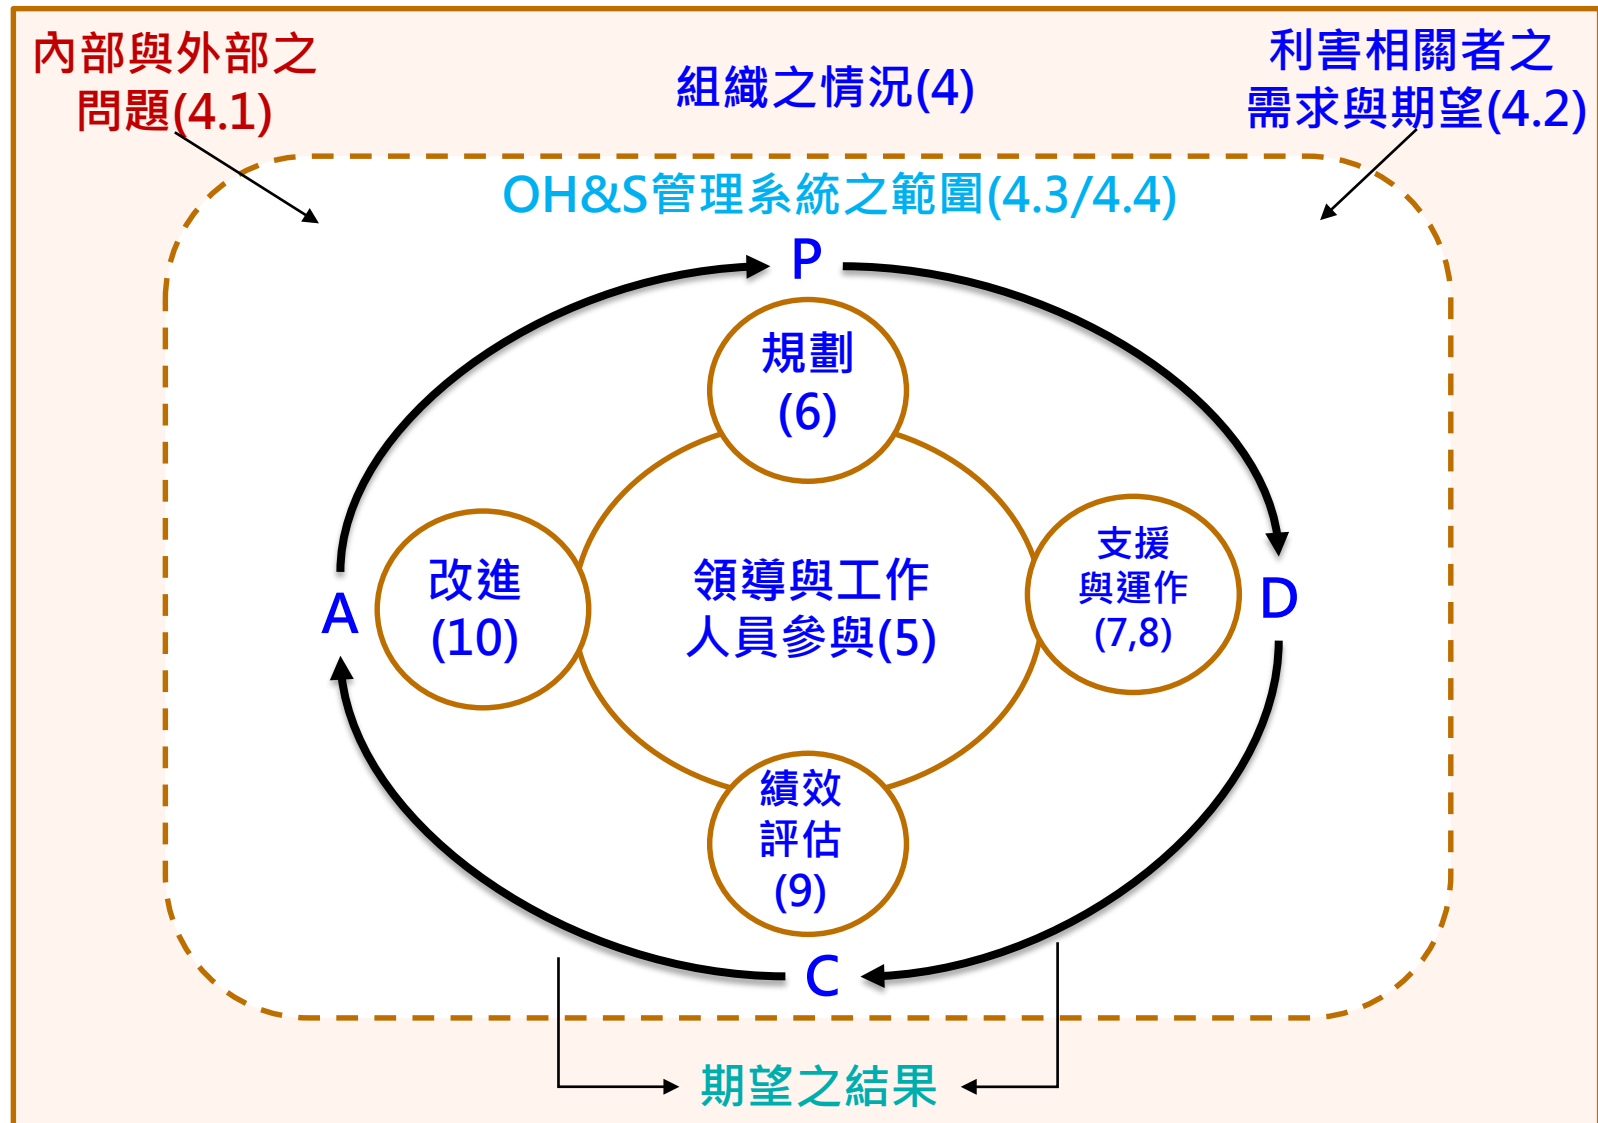 內部與外部之
問題(4.1)
組織之情況(4)
利害相關者之
需求與期望(4.2)
OH&S管理系統之範圍(4.3/4.4)
P
規劃
(6)
A
改進
(10)
領導與工作
人員參與(5)
支援
與運作
(7,8)
D
績效
評估
(9)
C
期望之結果